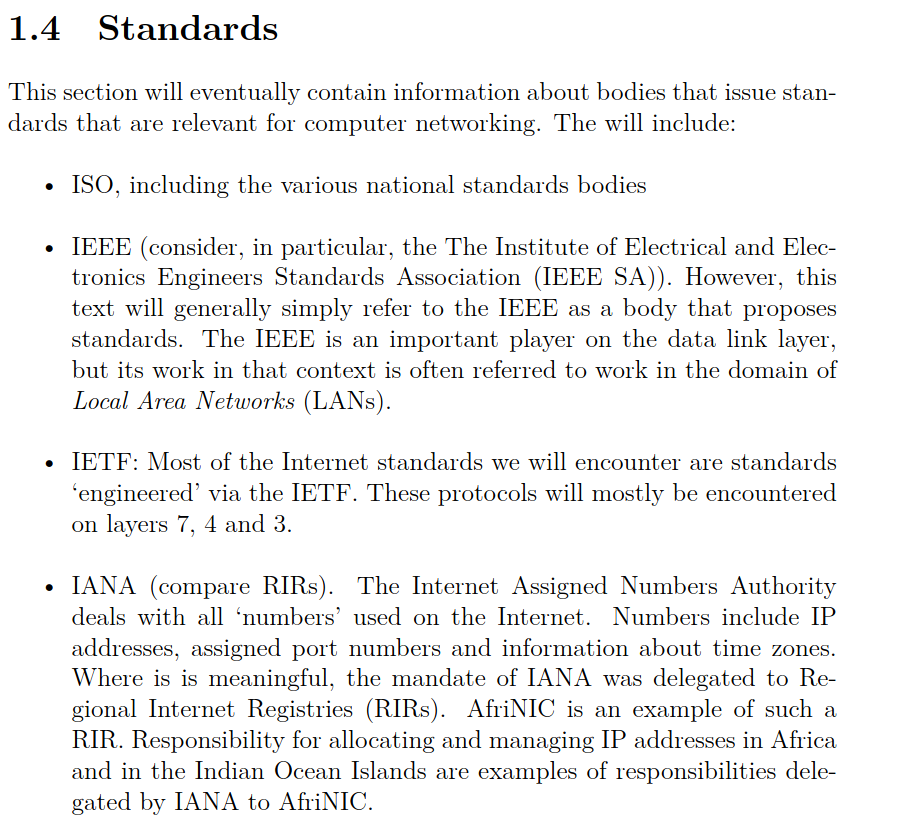 1.4 Standards
This section will eventually contain information about bodies that issue stan-
dards that are relevant for computer networking. The will include:
• ISO, including the various national standards bodies
• IEEE (consider, in particular, the The Institute of Electrical and Elec-
tronics Engineers Standards Association (IEEE SA)). However, this
text will generally simply refer to the IEEE as a body that proposes
standards. The IEEE is an important player on the data link layer,
but its work in that context is often referred to work in the domain of
Local Area Networks (LANs).
• IETF: Most of the Internet standards we will encounter are standards
‘engineered’ via the IETF. These protocols will mostly be encountered
on layers 7, 4 and 3.
• IANA (compare RIRs). The Internet Assigned Numbers Authority
deals with all ‘numbers’ used on the Internet. Numbers include IP
addresses, assigned port numbers and information about time zones.
Where is is meaningful, the mandate of IANA was delegated to Re-
gional Internet Registries (RIRs). AfriNIC is an example of such a
RIR. Responsibility for allocating and managing IP addresses in Africa
and in the Indian Ocean Islands are examples of responsibilities dele-
gated by IANA to AfriNIC.